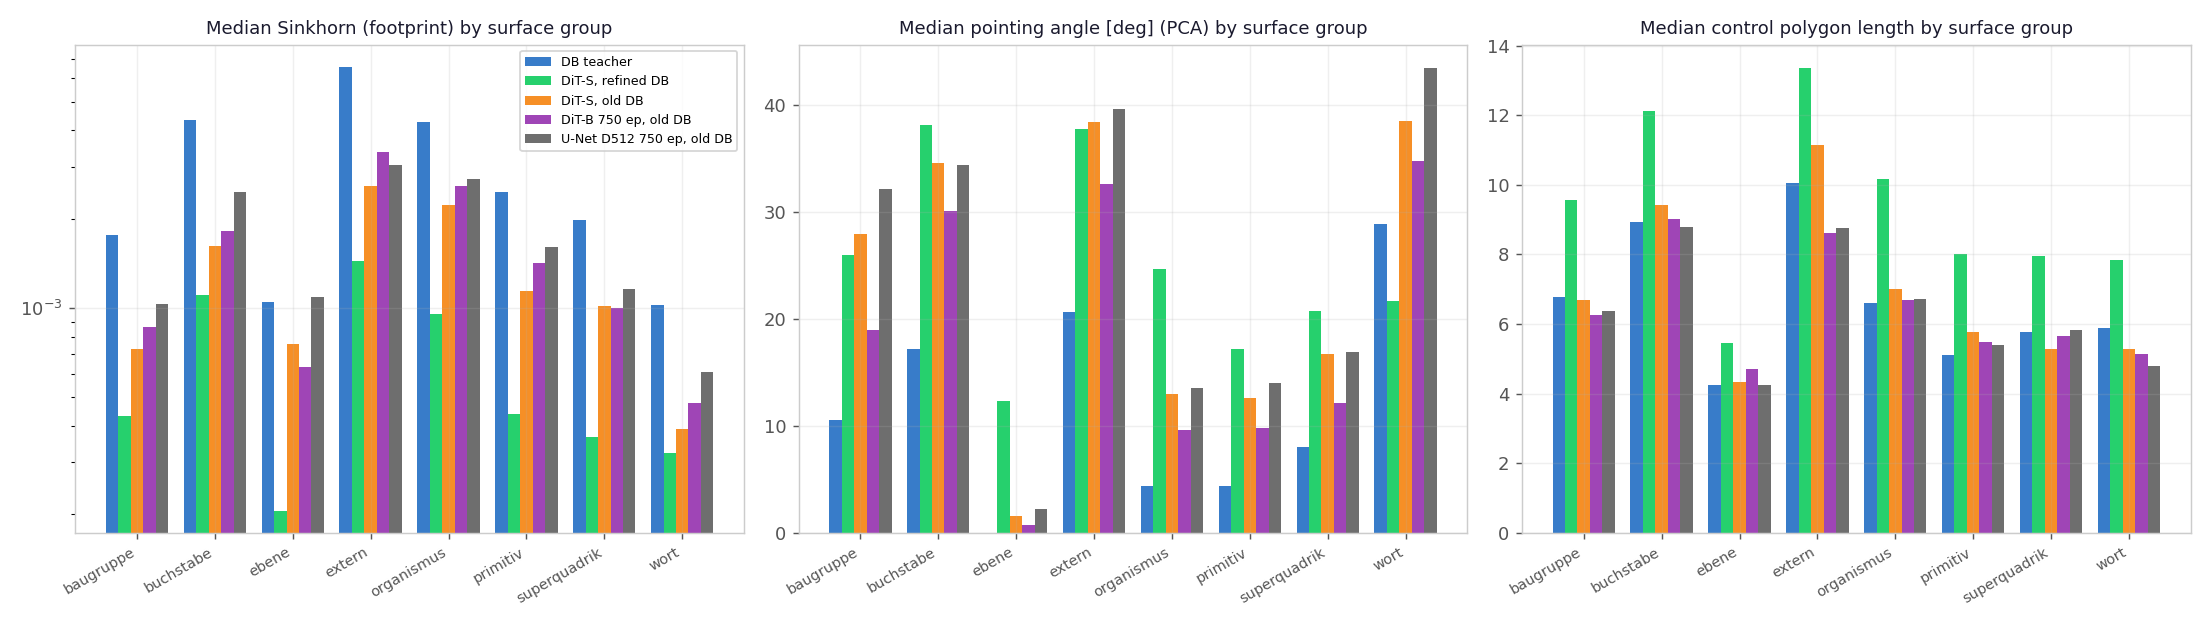 Median Sinkhorn (footprint) by surface group
DB teacher
DiT-S, refined DB
DiT-S, old DB
DiT-B 750 ep, old DB
U-Net D512 750 ep, old DB
10⁻³
baugruppe
buchstabe
ebene
extern
organismus
primitiv
superquadrik
wort
Median pointing angle [deg] (PCA) by surface group
40
30
20
10
0
baugruppe
buchstabe
ebene
extern
organismus
primitiv
superquadrik
wort
Median control polygon length by surface group
14
12
10
8
6
4
2
0
baugruppe
buchstabe
ebene
extern
organismus
primitiv
superquadrik
wort